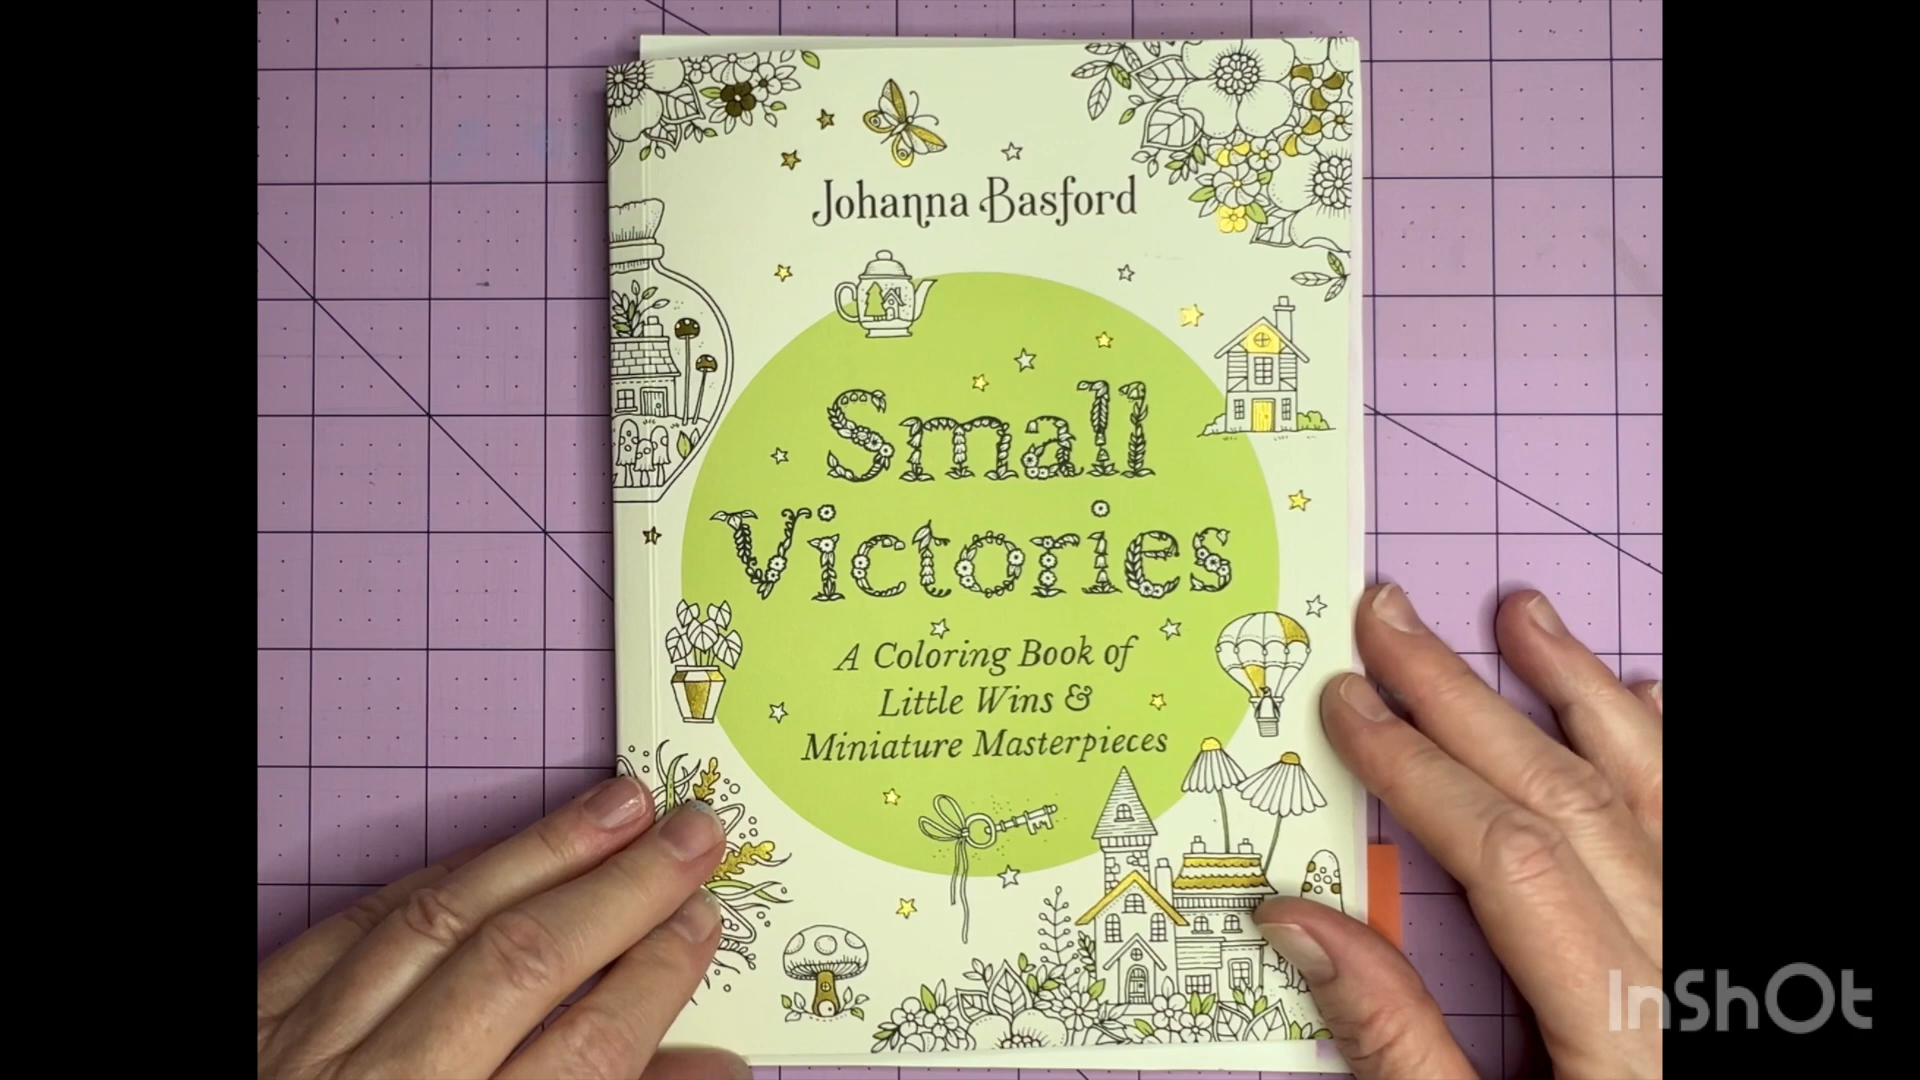 Johanna Basford
Small
Victories
A Coloring Book of
Little Wins &
Miniature Masterpieces
InShOt